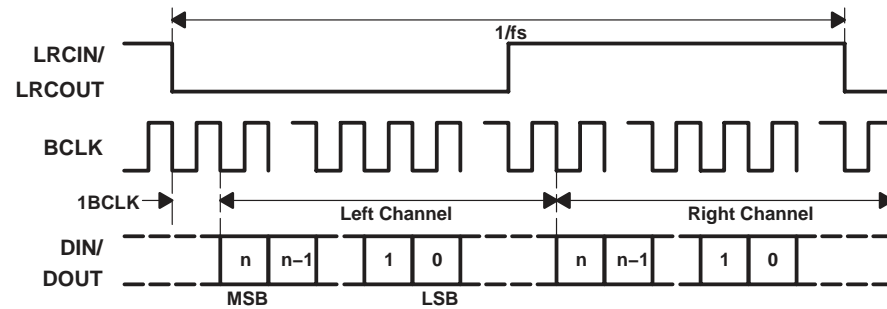 1/fs
LRCIN/
LRCOUT
BCLK
1BCLK
Left Channel
Right Channel
DIN/
DOUT
n
n−1
1
0
n
n−1
1
0
MSB
LSB